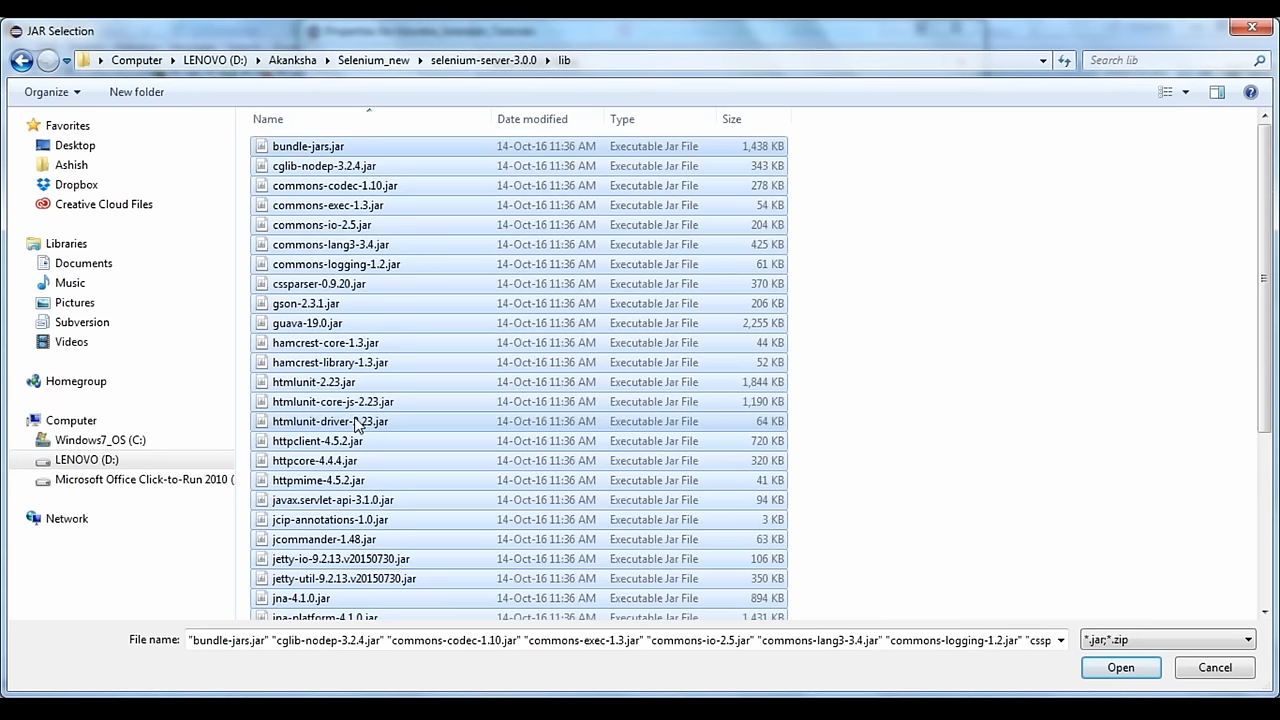 JAR Selection
Computer LENOVO (D:) Akanksha Selenium_new selenium-server-3.0.0 lib
Search lib
Organize New folder
Favorites
Desktop
Ashish
Dropbox
Creative Cloud Files
Libraries
Documents
Music
Pictures
Subversion
Videos
Homegroup
Computer
Windows7_OS (C:)
LENOVO (D:)
Microsoft Office Click-to-Run 2010 (
Network
Name Date modified Type Size
bundle-jars.jar 14-Oct-16 11:36 AM Executable Jar File 1,438 KB
cglib-nodep-3.2.4.jar 14-Oct-16 11:36 AM Executable Jar File 343 KB
commons-codec-1.10.jar 14-Oct-16 11:36 AM Executable Jar File 278 KB
commons-exec-1.3.jar 14-Oct-16 11:36 AM Executable Jar File 54 KB
commons-io-2.5.jar 14-Oct-16 11:36 AM Executable Jar File 204 KB
commons-lang3-3.4.jar 14-Oct-16 11:36 AM Executable Jar File 425 KB
commons-logging-1.2.jar 14-Oct-16 11:36 AM Executable Jar File 61 KB
cssparser-0.9.20.jar 14-Oct-16 11:36 AM Executable Jar File 370 KB
gson-2.3.1.jar 14-Oct-16 11:36 AM Executable Jar File 206 KB
guava-19.0.jar 14-Oct-16 11:36 AM Executable Jar File 2,255 KB
hamcrest-core-1.3.jar 14-Oct-16 11:36 AM Executable Jar File 44 KB
hamcrest-library-1.3.jar 14-Oct-16 11:36 AM Executable Jar File 52 KB
htmlunit-2.23.jar 14-Oct-16 11:36 AM Executable Jar File 1,844 KB
htmlunit-core-js-2.23.jar 14-Oct-16 11:36 AM Executable Jar File 1,190 KB
htmlunit-driver-2.23.jar 14-Oct-16 11:36 AM Executable Jar File 64 KB
httpclient-4.5.2.jar 14-Oct-16 11:36 AM Executable Jar File 720 KB
httpcore-4.4.4.jar 14-Oct-16 11:36 AM Executable Jar File 320 KB
httpmime-4.5.2.jar 14-Oct-16 11:36 AM Executable Jar File 41 KB
javax.servlet-api-3.1.0.jar 14-Oct-16 11:36 AM Executable Jar File 94 KB
jcip-annotations-1.0.jar 14-Oct-16 11:36 AM Executable Jar File 3 KB
jcommander-1.48.jar 14-Oct-16 11:36 AM Executable Jar File 63 KB
jetty-io-9.2.13.v20150730.jar 14-Oct-16 11:36 AM Executable Jar File 106 KB
jetty-util-9.2.13.v20150730.jar 14-Oct-16 11:36 AM Executable Jar File 350 KB
jna-4.1.0.jar 14-Oct-16 11:36 AM Executable Jar File 894 KB
jna-platform-4.1.0.jar 14-Oct-16 11:36 AM Executable Jar File 1,431 KB
File name: "bundle-jars.jar" "cglib-nodep-3.2.4.jar" "commons-codec-1.10.jar" "commons-exec-1.3.jar" "commons-io-2.5.jar" "commons-lang3-3.4.jar" "commons-logging-1.2.jar" "cssp
*.jar;*.zip
Open Cancel